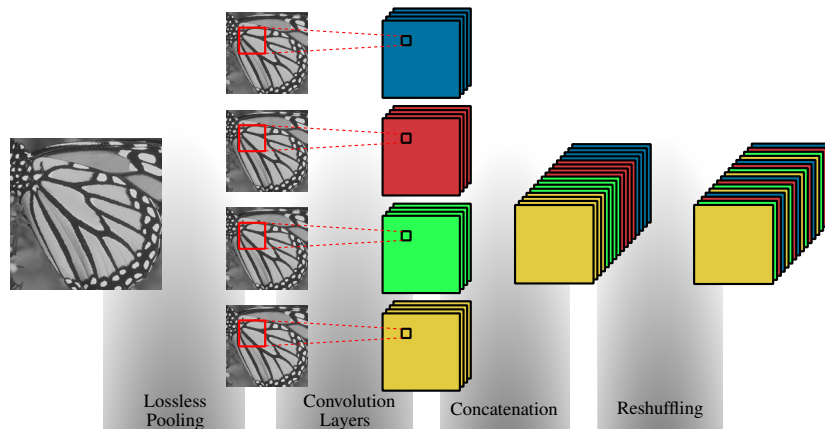 Lossless
Pooling
Convolution
Layers
Concatenation
Reshuffling